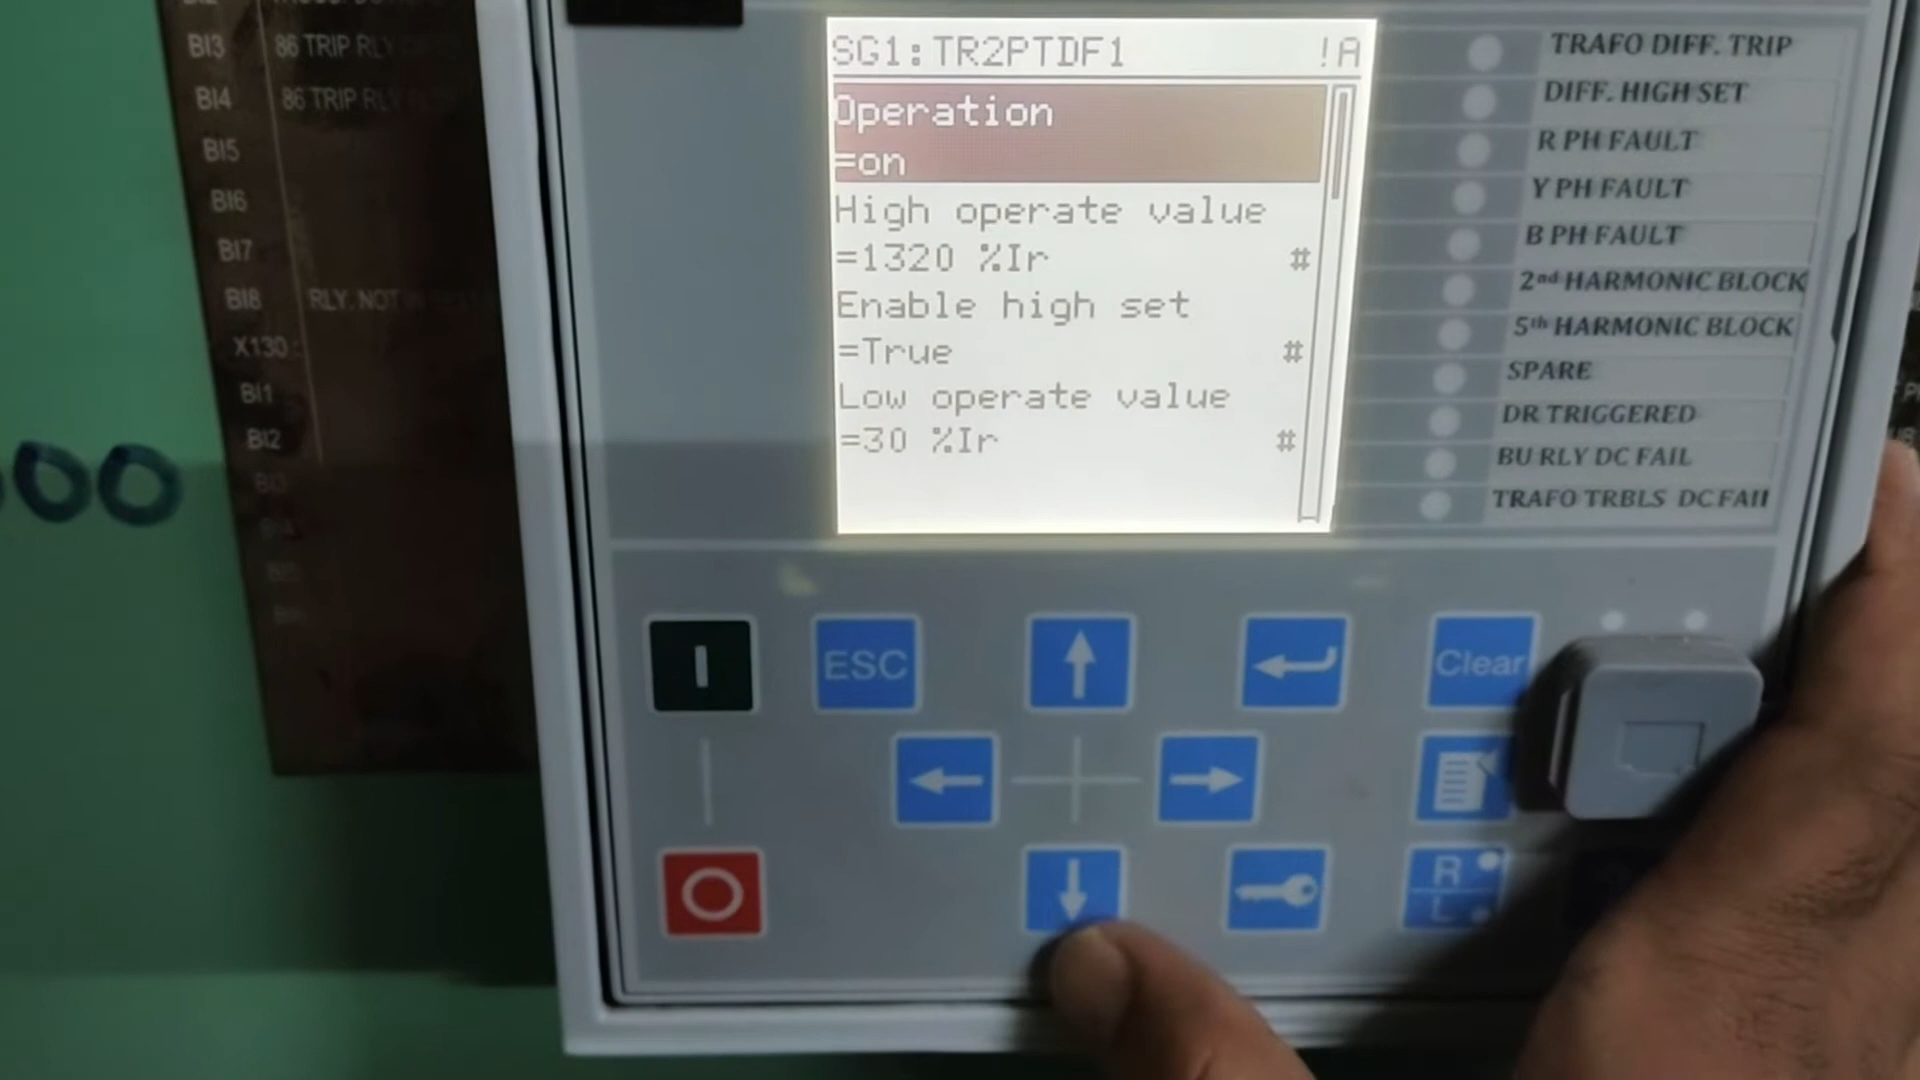 BI3 86 TRIP RLY
BI4 86 TRIP RLY
BI5
BI6
BI7
BI8 RLY. NOT IN
X130:
BI1
BI2
BI3
BI4
00
SG1:TR2PTDF1 !A
Operation
=on
High operate value
=1320 %Ir #
Enable high set
=True #
Low operate value
=30 %Ir #
TRAFO DIFF. TRIP
DIFF. HIGH SET
R PH FAULT
Y PH FAULT
B PH FAULT
2nd HARMONIC BLOCK
5th HARMONIC BLOCK
SPARE
DR TRIGGERED
BU RLY DC FAIL
TRAFO TRBLS DC FAIL
I
ESC
Clear
O
R
L